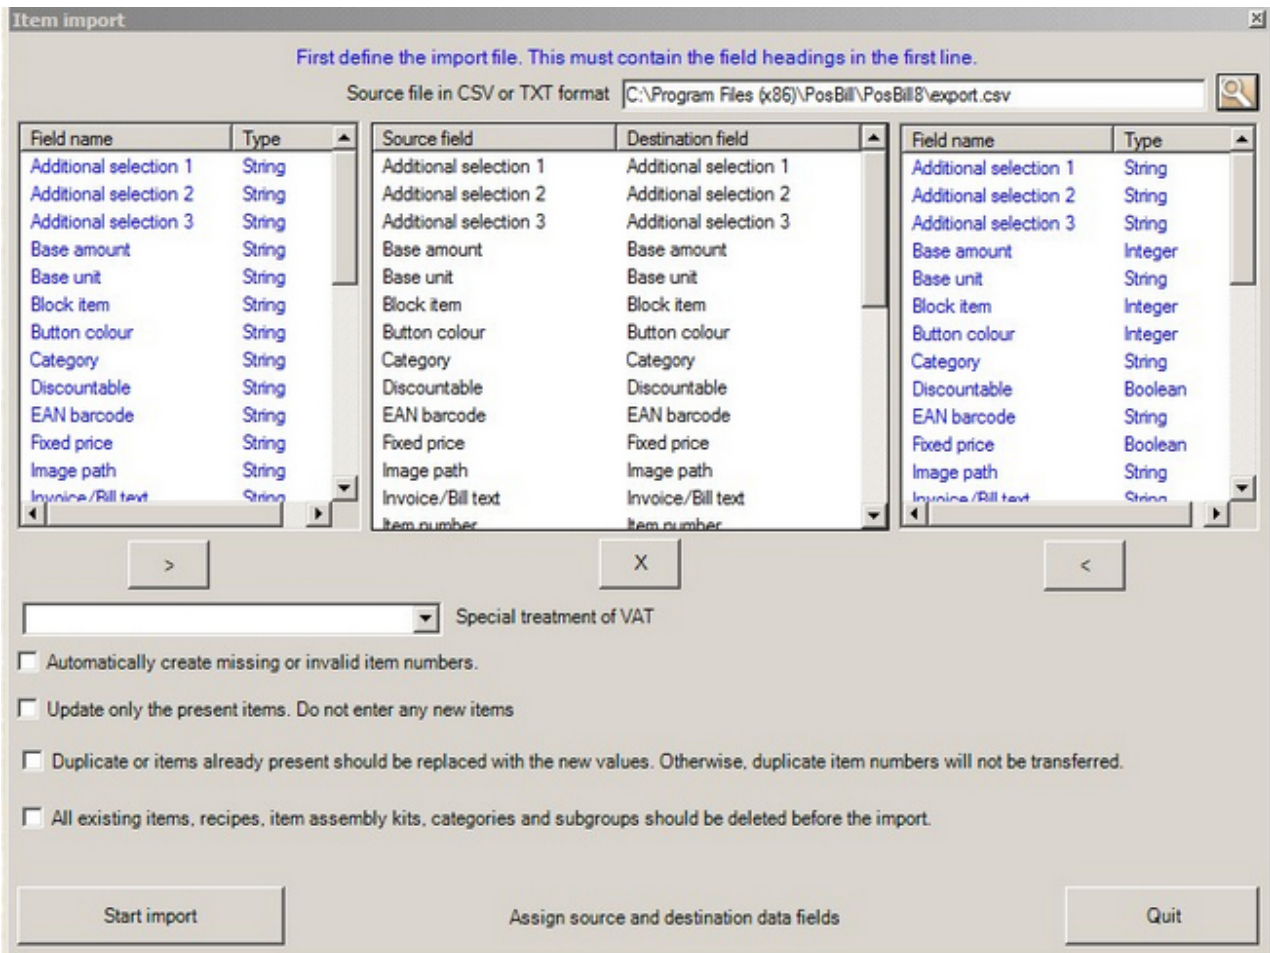 Item import
First define the import file. This must contain the field headings in the first line.
Source file in CSV or TXT format C:\Program Files (x86)\PosBill\PosBill8\export.csv
Field name Type Source field Destination field Field name Type
Additional selection 1 String Additional selection 1 Additional selection 1 Additional selection 1 String
Additional selection 2 String Additional selection 2 Additional selection 2 Additional selection 2 String
Additional selection 3 String Additional selection 3 Additional selection 3 Additional selection 3 String
Base amount String Base amount Base amount Base amount Integer
Base unit String Base unit Base unit Base unit String
Block item String Block item Block item Block item Integer
Button colour String Button colour Button colour Button colour Integer
Category String Category Category Category String
Discountable String Discountable Discountable Discountable Boolean
EAN barcode String EAN barcode EAN barcode EAN barcode String
Fixed price String Fixed price Fixed price Fixed price Boolean
Image path String Image path Image path Image path String
Invoice/Bill text String Invoice/Bill text Invoice/Bill text Invoice/Bill text String
Item number Item number
> X <
Special treatment of VAT
Automatically create missing or invalid item numbers.
Update only the present items. Do not enter any new items
Duplicate or items already present should be replaced with the new values. Otherwise, duplicate item numbers will not be transferred.
All existing items, recipes, item assembly kits, categories and subgroups should be deleted before the import.
Start import Assign source and destination data fields Quit